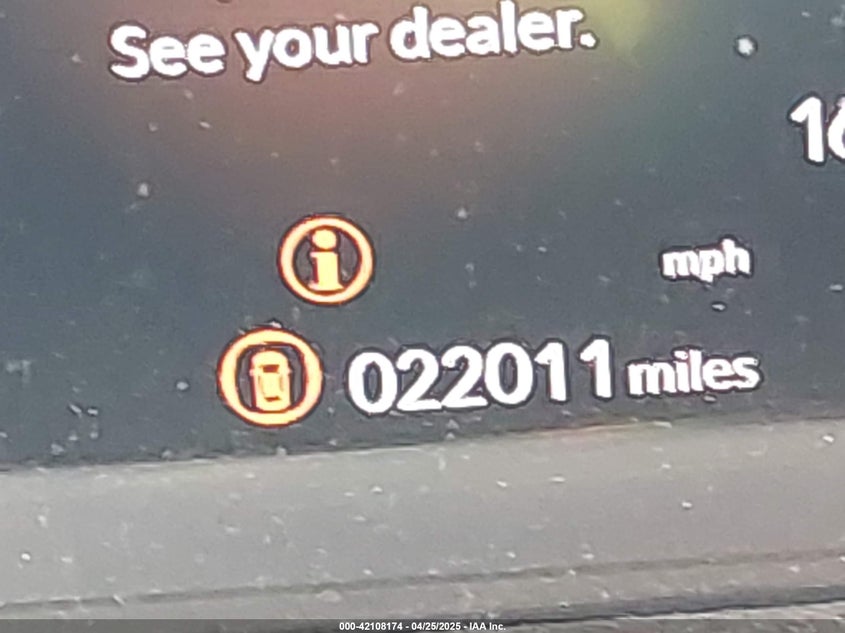 See your dealer.
mph
022011 miles
000-42108174 - 04/25/2025 - IAA Inc.